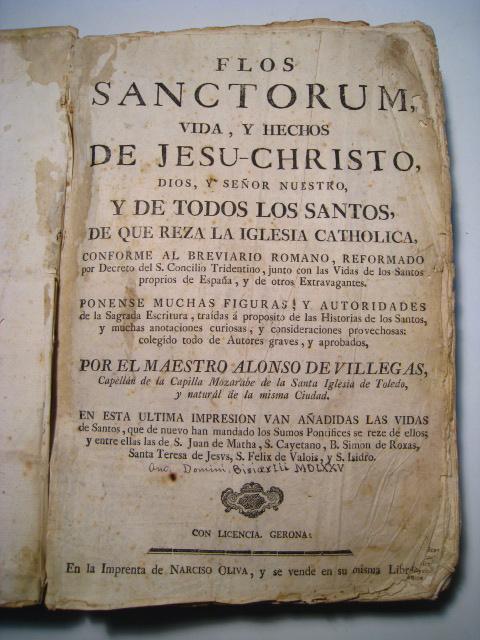 FLOS
SANCTORUM,
VIDA, Y HECHOS
DE JESU-CHRISTO,
DIOS, Y SEÑOR NUESTRO,
Y DE TODOS LOS SANTOS,
DE QUE REZA LA IGLESIA CATHOLICA,
CONFORME AL BREVIARIO ROMANO, REFORMADO
por Decreto del S. Concilio Tridentino, junto con las Vidas de los Santos
proprios de España, y de otros Extravagantes.
PONENSE MUCHAS FIGURAS, Y AUTORIDADES
de la Sagrada Escritura, traídas á proposito de las Historias de los Santos,
y muchas anotaciones curiosas, y consideraciones provechosas:
colegido todo de Autores graves, y aprobados,
POR EL MAESTRO ALONSO DE VILLEGAS,
Capellán de la Capilla Mozarabe de la Santa Iglesia de Toledo,
y naturál de la misma Ciudad.
EN ESTA ULTIMA IMPRESION VAN AÑADIDAS LAS VIDAS
de Santos, que de nuevo han mandado los Sumos Pontifices se reze de ellos;
y entre ellas las de S. Juan de Matha, S. Cayetano, B. Simon de Roxas,
Santa Teresa de Jesvs, S. Felix de Valois, y S. Isidro.
Domini MDLXXV
CON LICENCIA. GERONA:
En la Imprenta de NARCISO OLIVA, y se vende en su misma